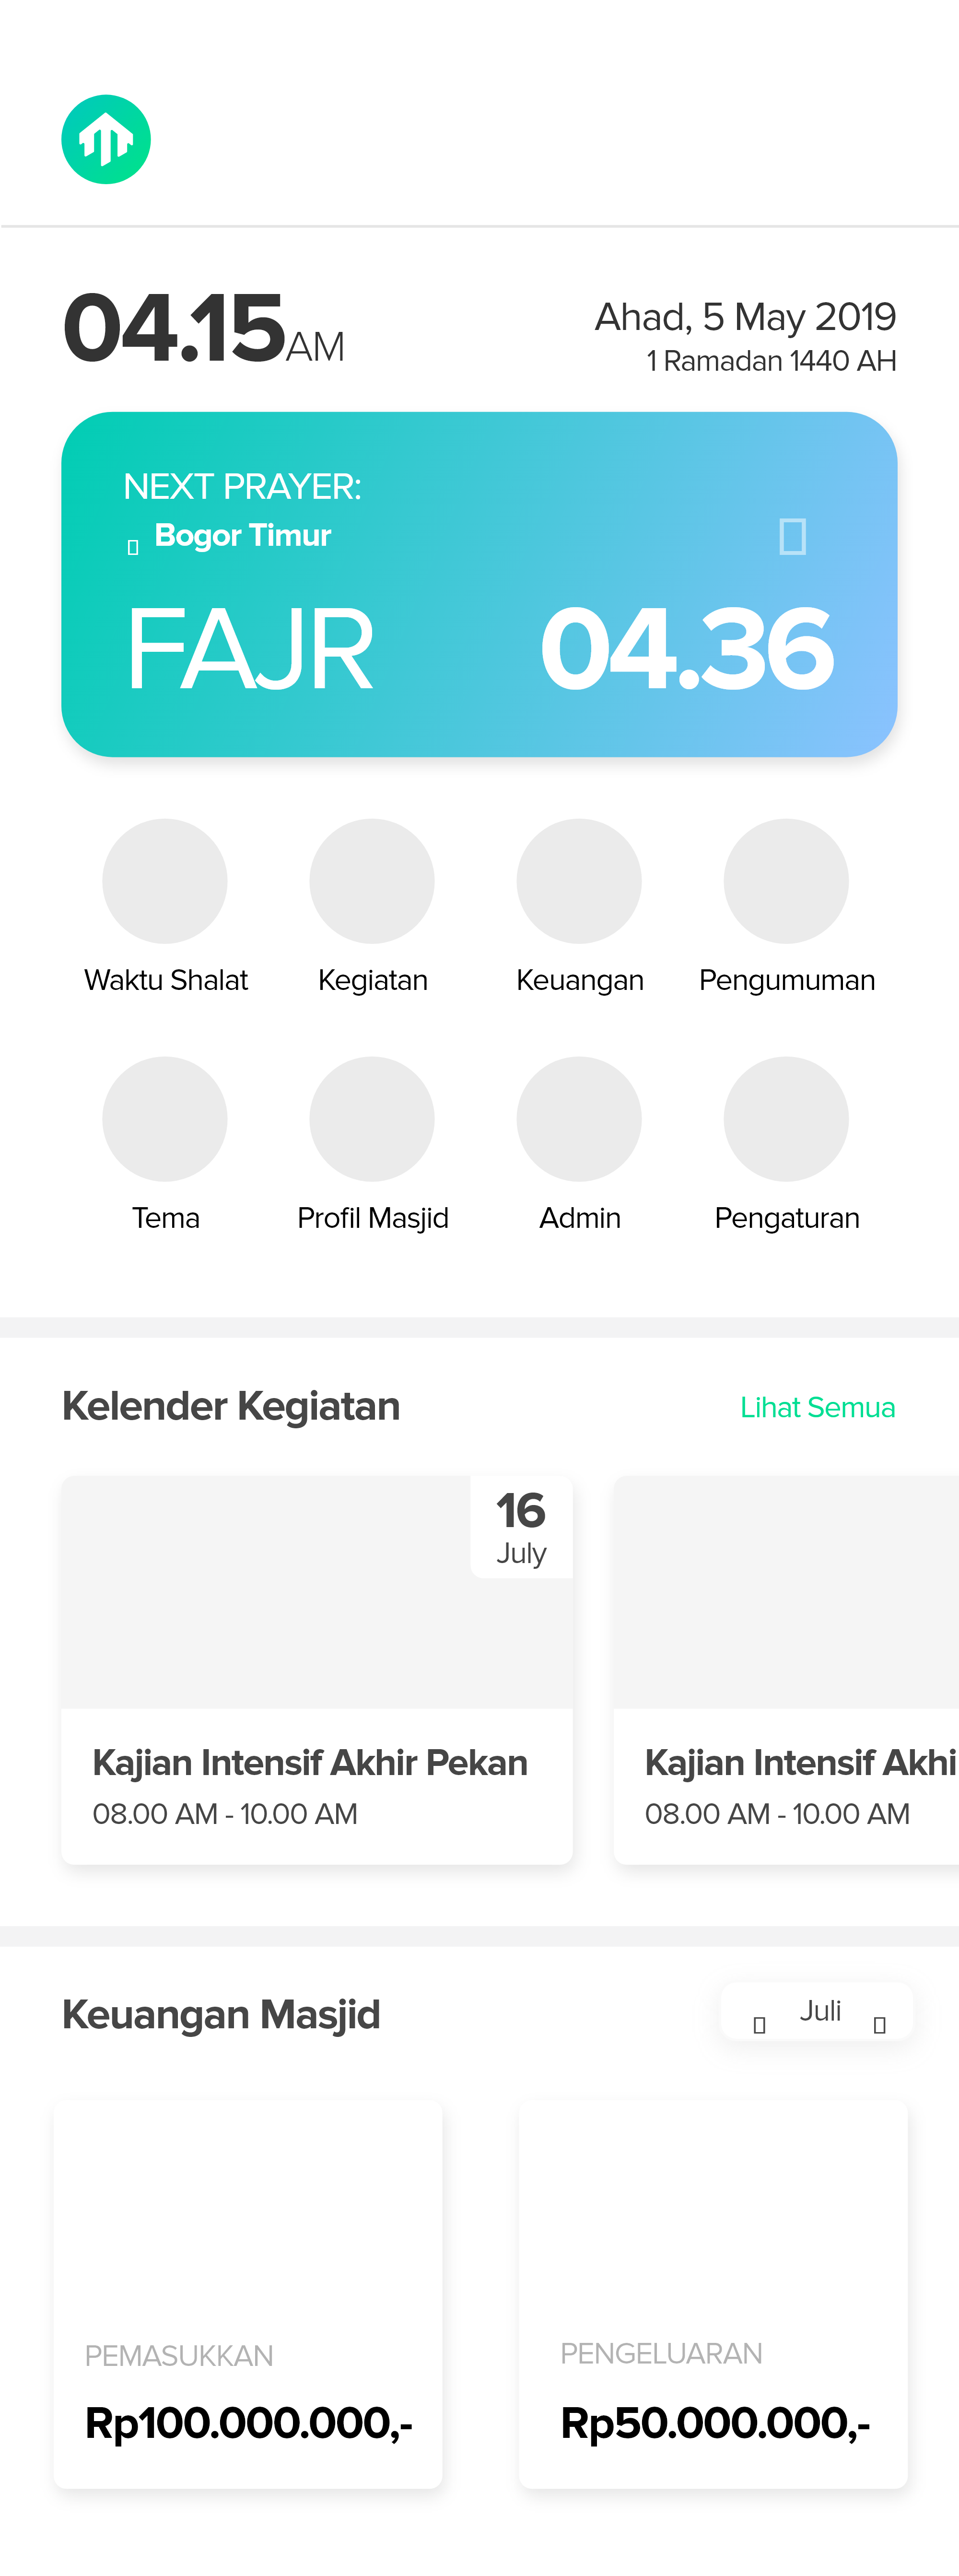 04.15AM
Ahad, 5 May 2019
1 Ramadan 1440 AH
NEXT PRAYER:
Bogor Timur
FAJR 04.36
Waktu Shalat Kegiatan Keuangan Pengumuman
Tema Profil Masjid Admin Pengaturan
Kelender Kegiatan Lihat Semua
16
July
Kajian Intensif Akhir Pekan
08.00 AM - 10.00 AM
Kajian Intensif Akhi
08.00 AM - 10.00 AM
Keuangan Masjid Juli
PEMASUKKAN
Rp100.000.000,-
PENGELUARAN
Rp50.000.000,-